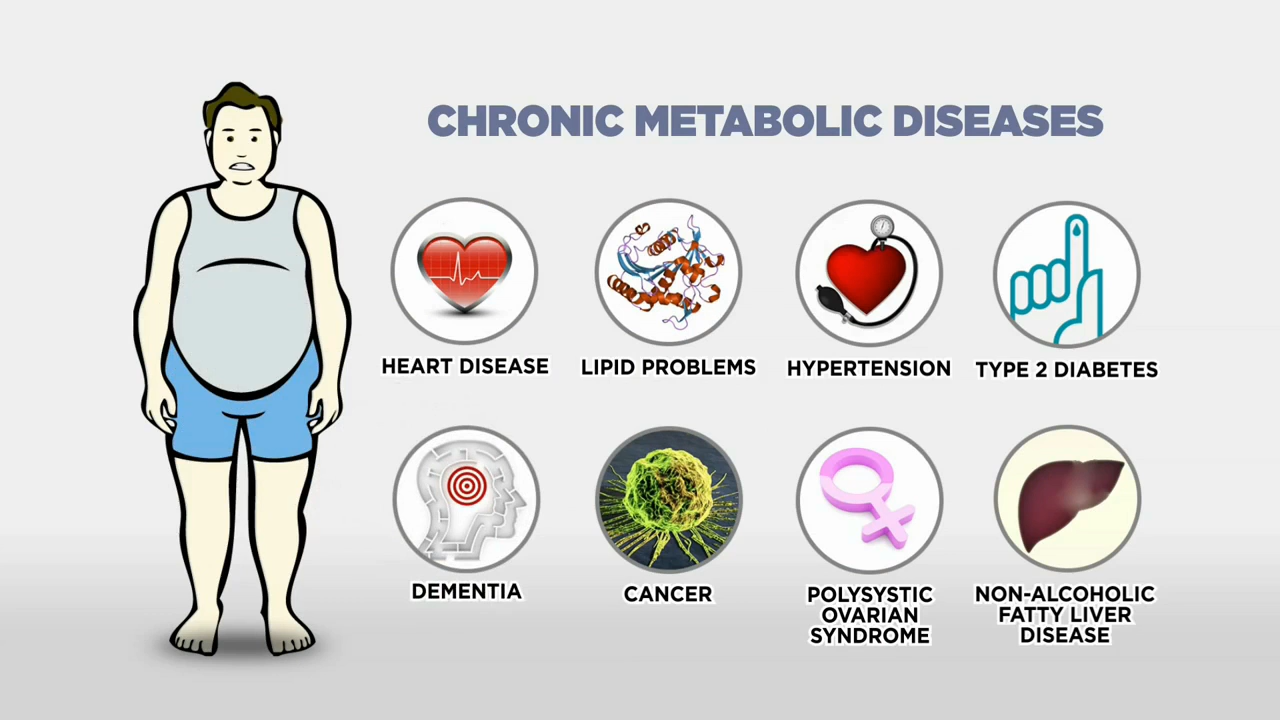 CHRONIC METABOLIC DISEASES
HEART DISEASE
LIPID PROBLEMS
HYPERTENSION
TYPE 2 DIABETES
DEMENTIA
CANCER
POLYSYSTIC
OVARIAN
SYNDROME
NON-ALCOHOLIC
FATTY LIVER
DISEASE